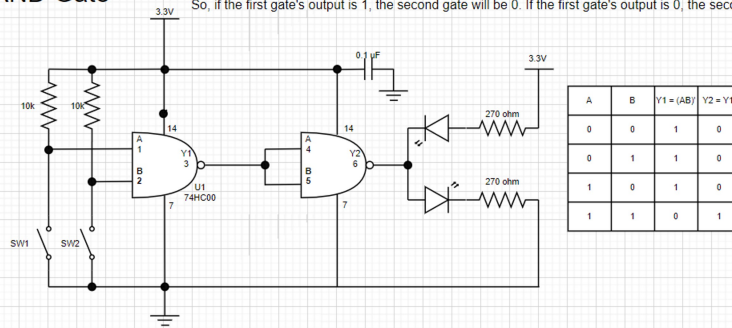 Gate
So, if the first gate's output is 1, the second gate will be 0. If the first gate's output is 0, the
3.3V
0.1 uF
3.3V
10k
10k
14
A
1
Y1
3
B
2
U1
74HC00
7
14
A
4
Y2
6
B
5
7
270 ohm
270 ohm
SW1
SW2
A B Y1 = (AB)' Y2 = Y1
0 0 1 0
0 1 1 0
1 0 1 0
1 1 0 1